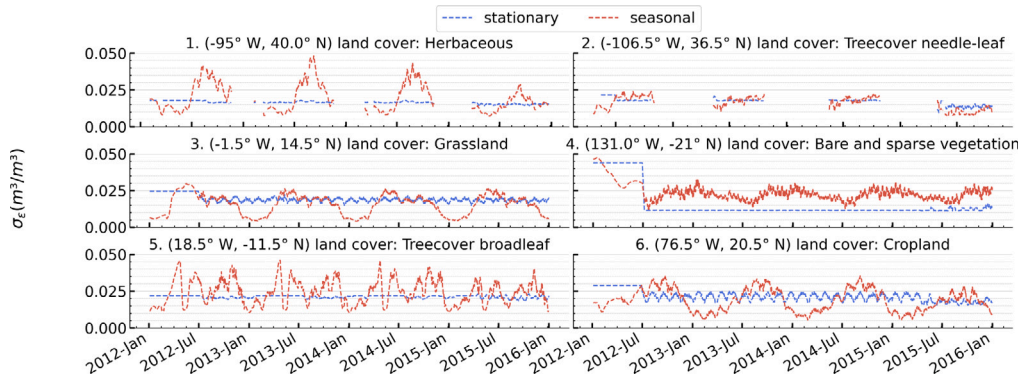 stationary seasonal
1. (-95° W, 40.0° N) land cover: Herbaceous
2. (-106.5° W, 36.5° N) land cover: Treecover needle-leaf
0.050
0.025
0.000
3. (-1.5° W, 14.5° N) land cover: Grassland
4. (131.0° W, -21° N) land cover: Bare and sparse vegetation
0.050
0.025
0.000
5. (18.5° W, -11.5° N) land cover: Treecover broadleaf
6. (76.5° W, 20.5° N) land cover: Cropland
0.050
0.025
0.000
σε(m³/m³)
2012-Jan 2012-Jul 2013-Jan 2013-Jul 2014-Jan 2014-Jul 2015-Jan 2015-Jul 2016-Jan
2012-Jan 2012-Jul 2013-Jan 2013-Jul 2014-Jan 2014-Jul 2015-Jan 2015-Jul 2016-Jan